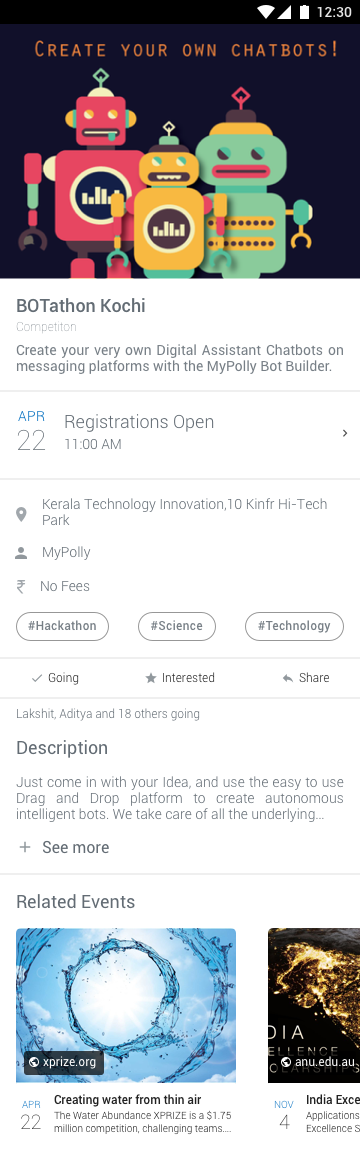 12:30
Create your own chatbots!
BOTathon Kochi
Competiton
Create your very own Digital Assistant Chatbots on
messaging platforms with the MyPolly Bot Builder.
APR
22
Registrations Open
11:00 AM
Kerala Technology Innovation,10 Kinfr Hi-Tech
Park
MyPolly
₹ No Fees
#Hackathon
#Science
#Technology
Going
Interested
Share
Lakshit, Aditya and 18 others going
Description
Just come in with your Idea, and use the easy to use
Drag and Drop platform to create autonomous
intelligent bots. We take care of all the underlying...
+ See more
Related Events
xprize.org
DIA
ELLENCE
OLARSHIPS
anu.edu.au
APR
22
Creating water from thin air
The Water Abundance XPRIZE is a $1.75
million competition, challenging teams....
NOV
4
India Exce
Applications
Excellence S